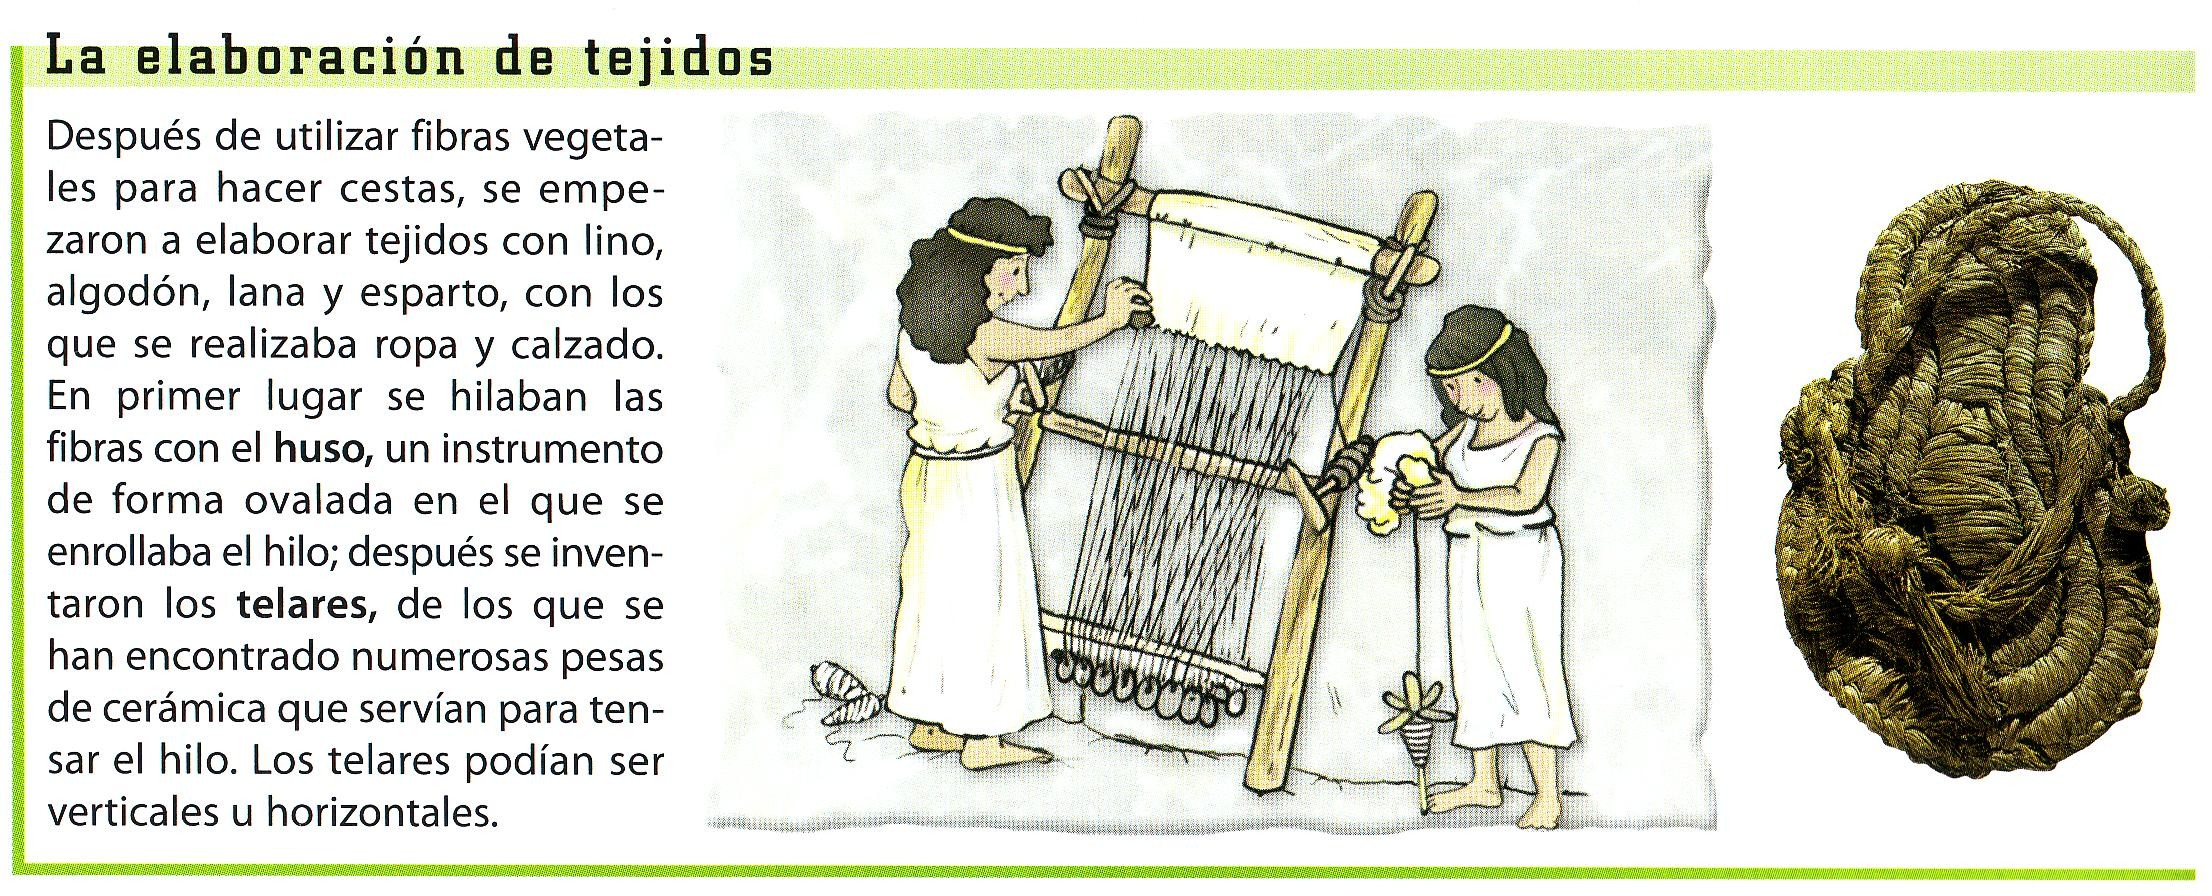 La elaboración de tejidos
Después de utilizar fibras vegeta-
les para hacer cestas, se empe-
zaron a elaborar tejidos con lino,
algodón, lana y esparto, con los
que se realizaba ropa y calzado.
En primer lugar se hilaban las
fibras con el huso, un instrumento
de forma ovalada en el que se
enrollaba el hilo; después se inven-
taron los telares, de los que se
han encontrado numerosas pesas
de cerámica que servían para ten-
sar el hilo. Los telares podían ser
verticales u horizontales.